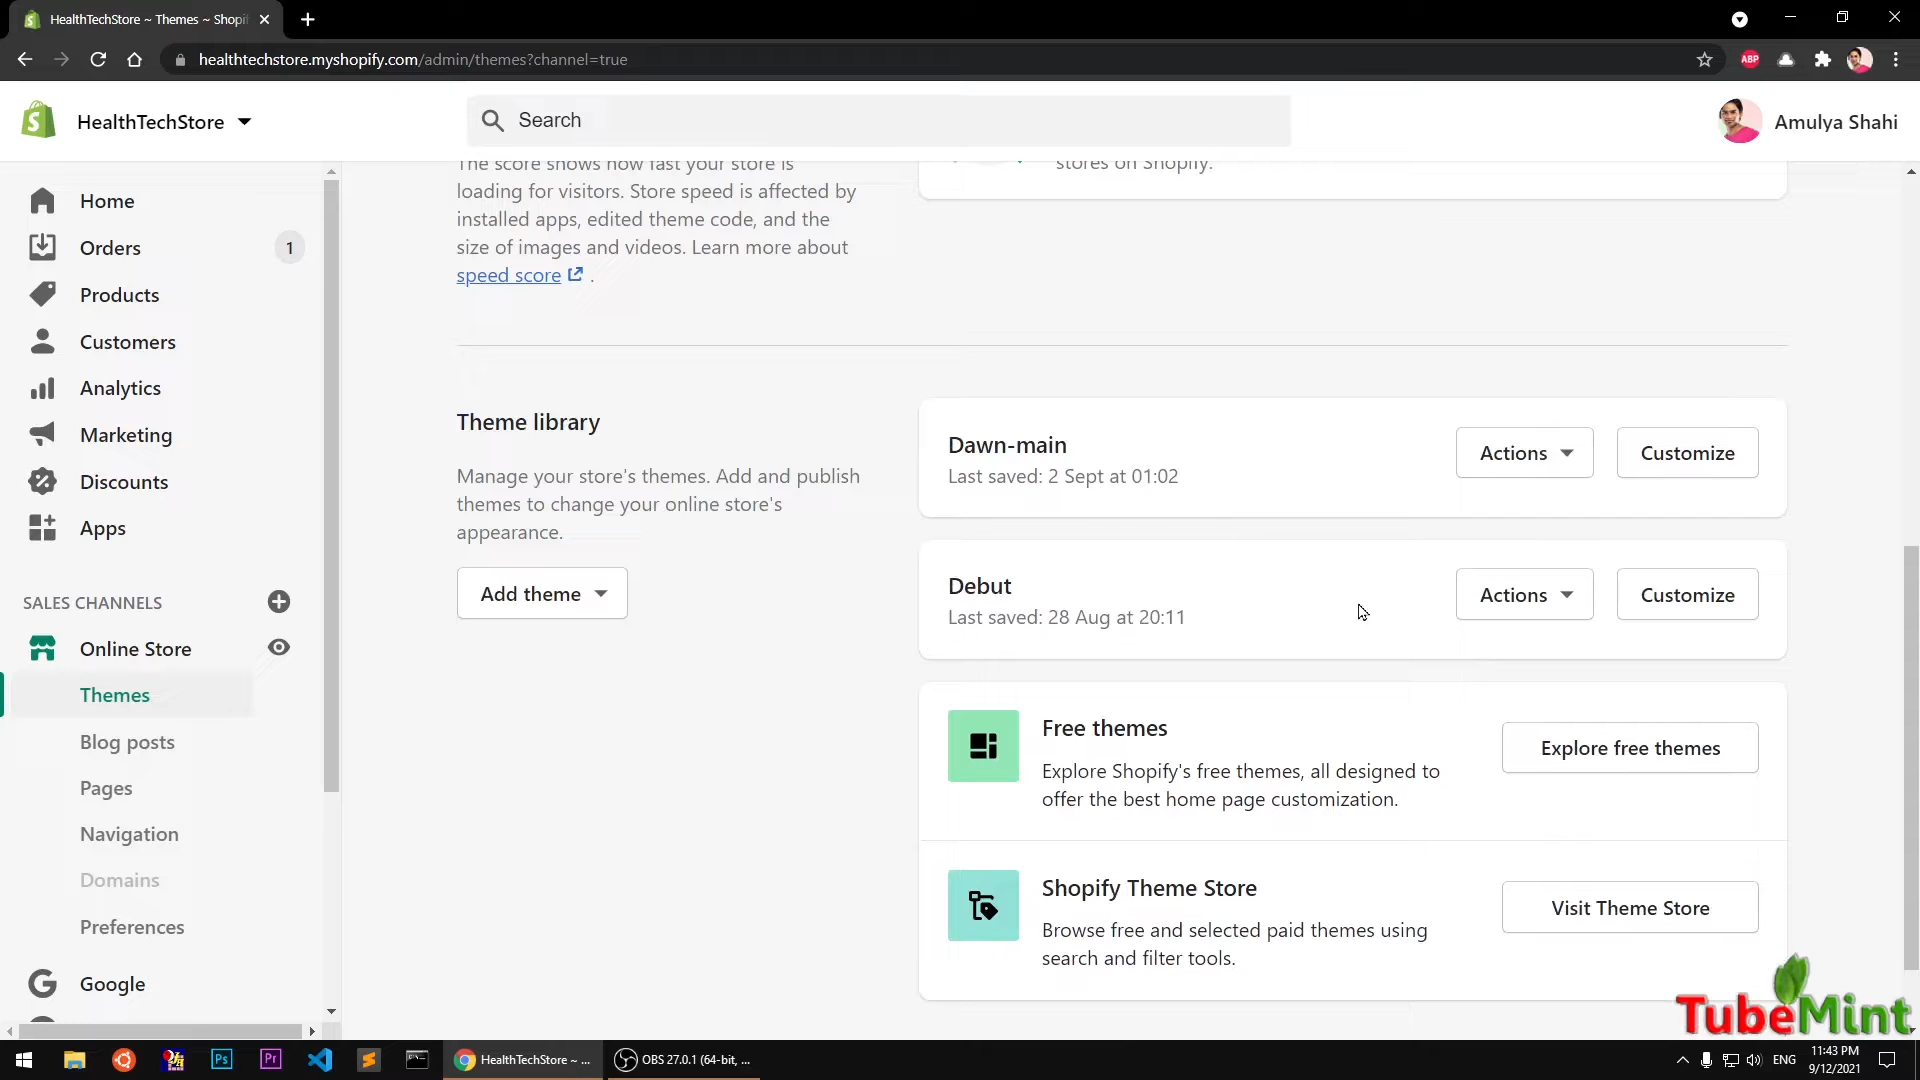 HealthTechStore ~ Themes ~ Shopif
healthtechstore.myshopify.com/admin/themes?channel=true
ABP
HealthTechStore
Search
Amulya Shahi
The score shows how fast your store is
loading for visitors. Store speed is affected by
installed apps, edited theme code, and the
size of images and videos. Learn more about
speed score .
stores on Shopify.
Home
Orders
1
Products
Customers
Analytics
Marketing
Discounts
Apps
SALES CHANNELS
Online Store
Themes
Blog posts
Pages
Navigation
Domains
Preferences
Google
Theme library
Manage your store's themes. Add and publish
themes to change your online store's
appearance.
Add theme
Dawn-main
Last saved: 2 Sept at 01:02
Actions
Customize
Debut
Last saved: 28 Aug at 20:11
Actions
Customize
Free themes
Explore Shopify's free themes, all designed to
offer the best home page customization.
Explore free themes
Shopify Theme Store
Browse free and selected paid themes using
search and filter tools.
Visit Theme Store
TubeMint
Ps
Pr
HealthTechStore ~ ...
OBS 27.0.1 (64-bit, ...
ENG
11:43 PM
9/12/2021